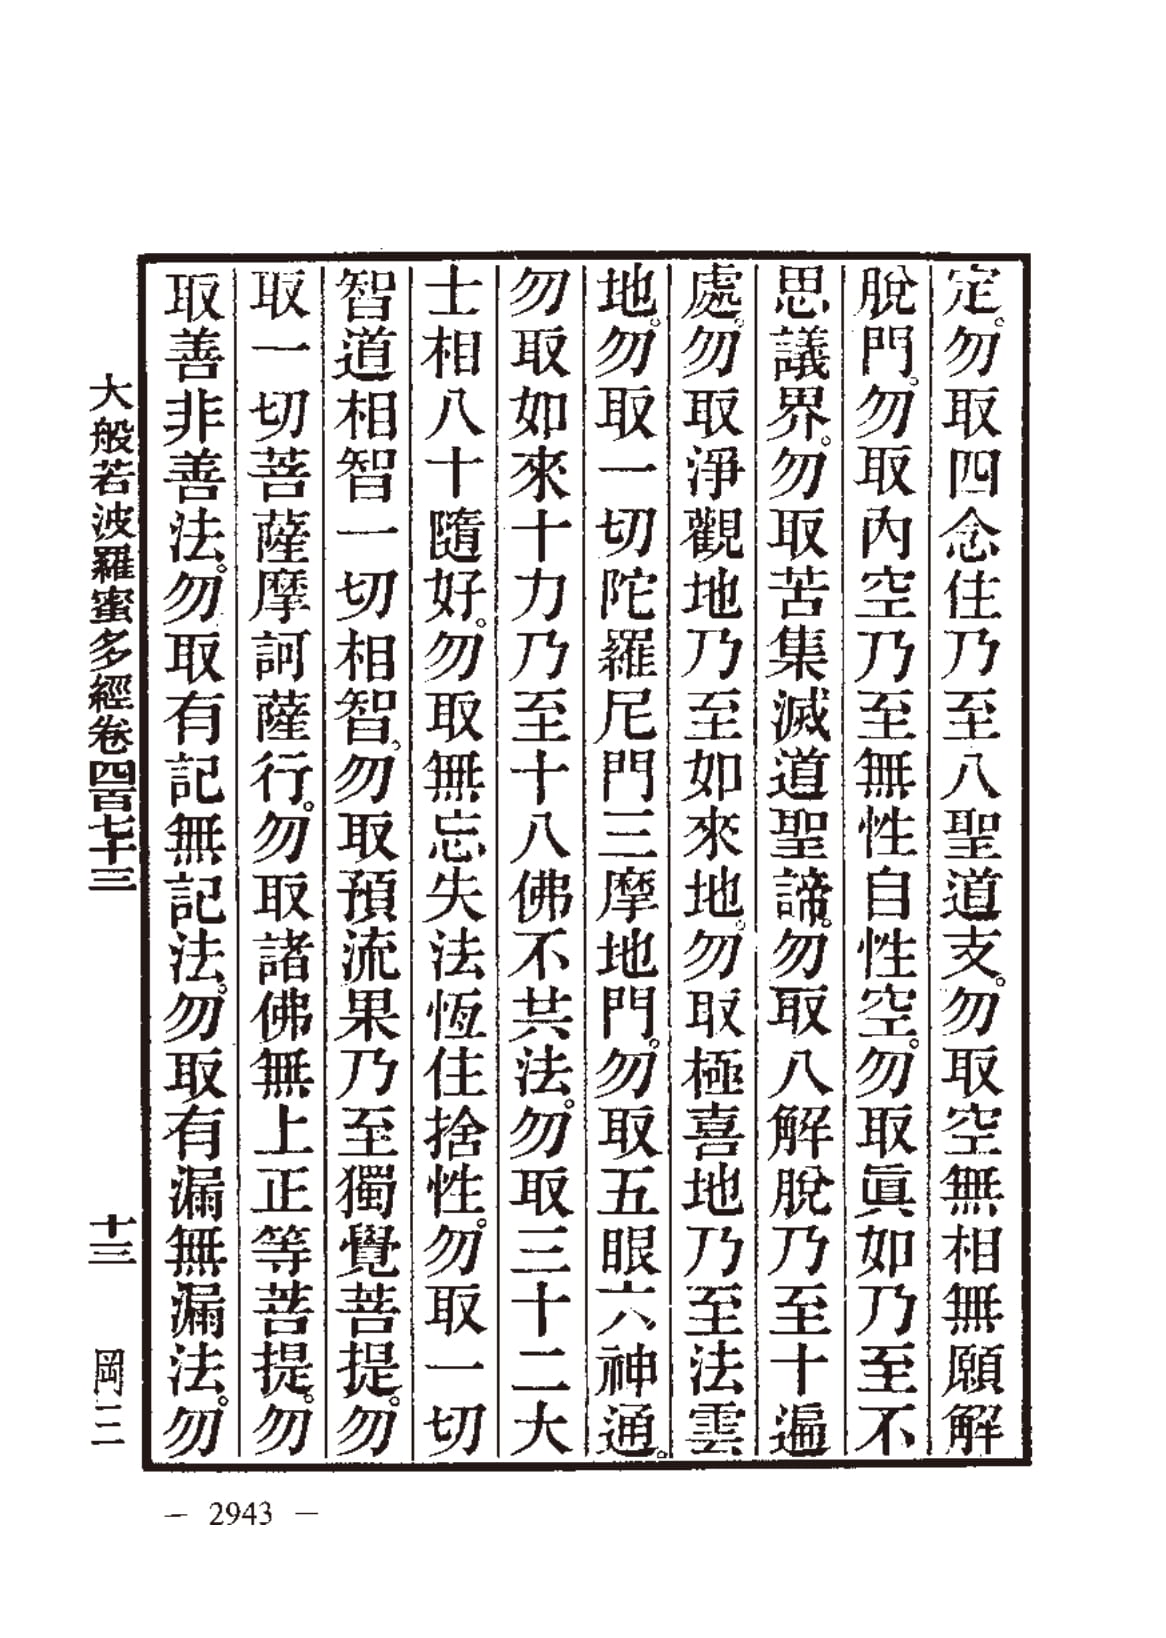 定。勿取四念住乃至八聖道支。勿取空無相無願解
脫門。勿取內空乃至無性自性空。勿取眞如乃至不
思議界。勿取苦集滅道聖諦。勿取八解脫乃至十遍
處。勿取淨觀地乃至如來地。勿取極喜地乃至法雲
地。勿取一切陀羅尼門三摩地門。勿取五眼六神通。
勿取如來十力乃至十八佛不共法。勿取三十二大
士相八十隨好。勿取無忘失法恆住捨性。勿取一切
智道相智一切相智。勿取預流果乃至獨覺菩提。勿
取一切菩薩摩訶薩行。勿取諸佛無上正等菩提。勿
取善非善法。勿取有記無記法。勿取有漏無漏法。勿
大般若波羅蜜多經卷四百七十三 十三 岡三
— 2943 —